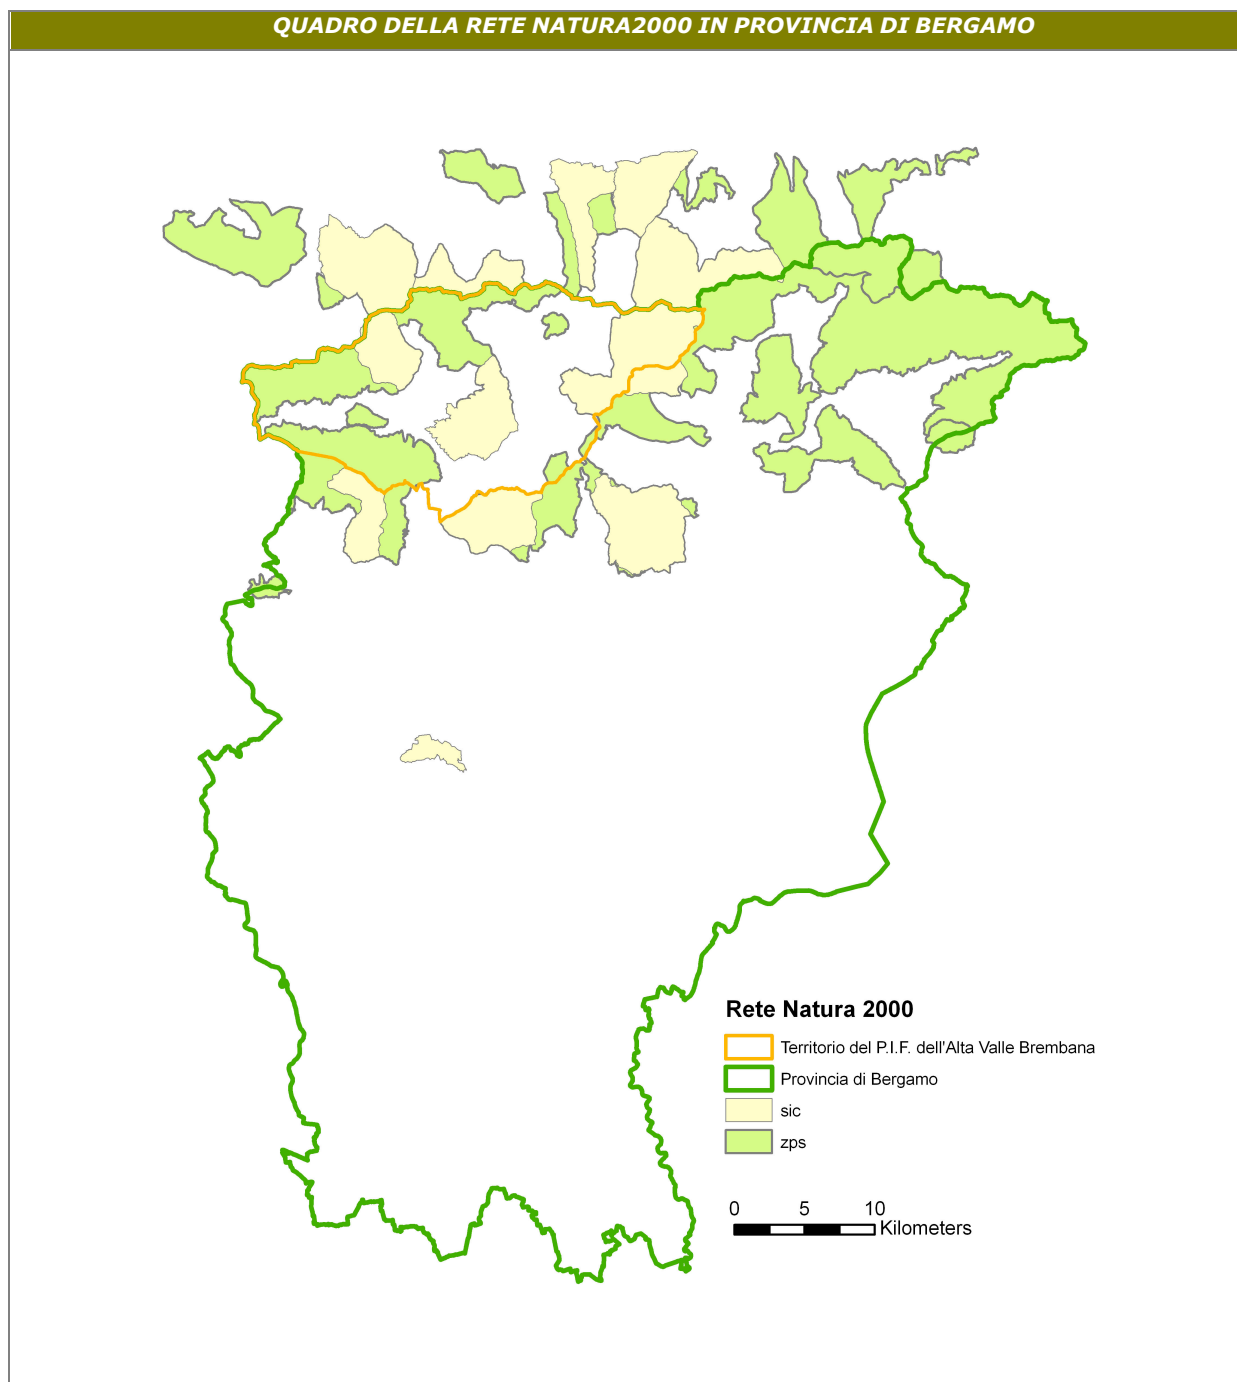 QUADRO DELLA RETE NATURA2000 IN PROVINCIA DI BERGAMO
Rete Natura 2000
Territorio del P.I.F. dell'Alta Valle Brembana
Provincia di Bergamo
sic
zps
0 5 10
Kilometers